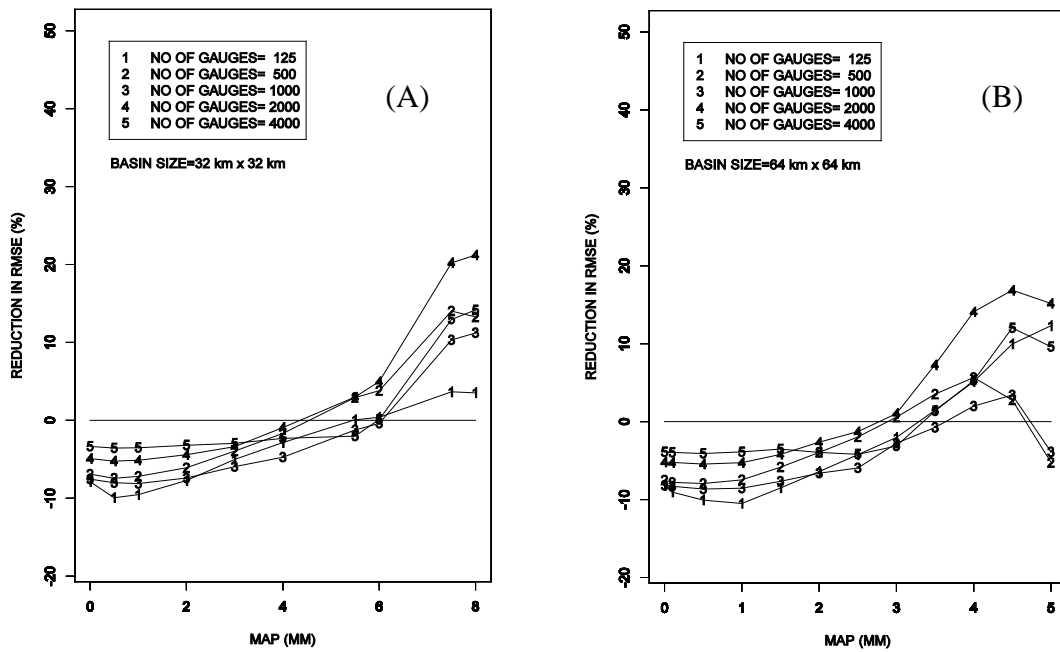 (A)
1 NO OF GAUGES= 125
2 NO OF GAUGES= 500
3 NO OF GAUGES= 1000
4 NO OF GAUGES= 2000
5 NO OF GAUGES= 4000
BASIN SIZE=32 km x 32 km
REDUCTION IN RMSE (%)
50
40
30
20
10
0
-10
-20
0 2 4 6 8
MAP (MM)
(B)
1 NO OF GAUGES= 125
2 NO OF GAUGES= 500
3 NO OF GAUGES= 1000
4 NO OF GAUGES= 2000
5 NO OF GAUGES= 4000
BASIN SIZE=64 km x 64 km
REDUCTION IN RMSE (%)
50
40
30
20
10
0
-10
-20
0 1 2 3 4 5
MAP (MM)